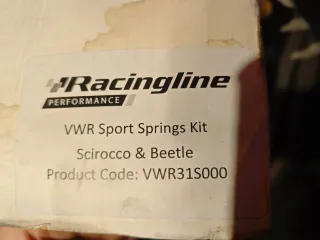 Racingline
PERFORMANCE
VWR Sport Springs Kit
Scirocco & Beetle
Product Code: VWR31S000